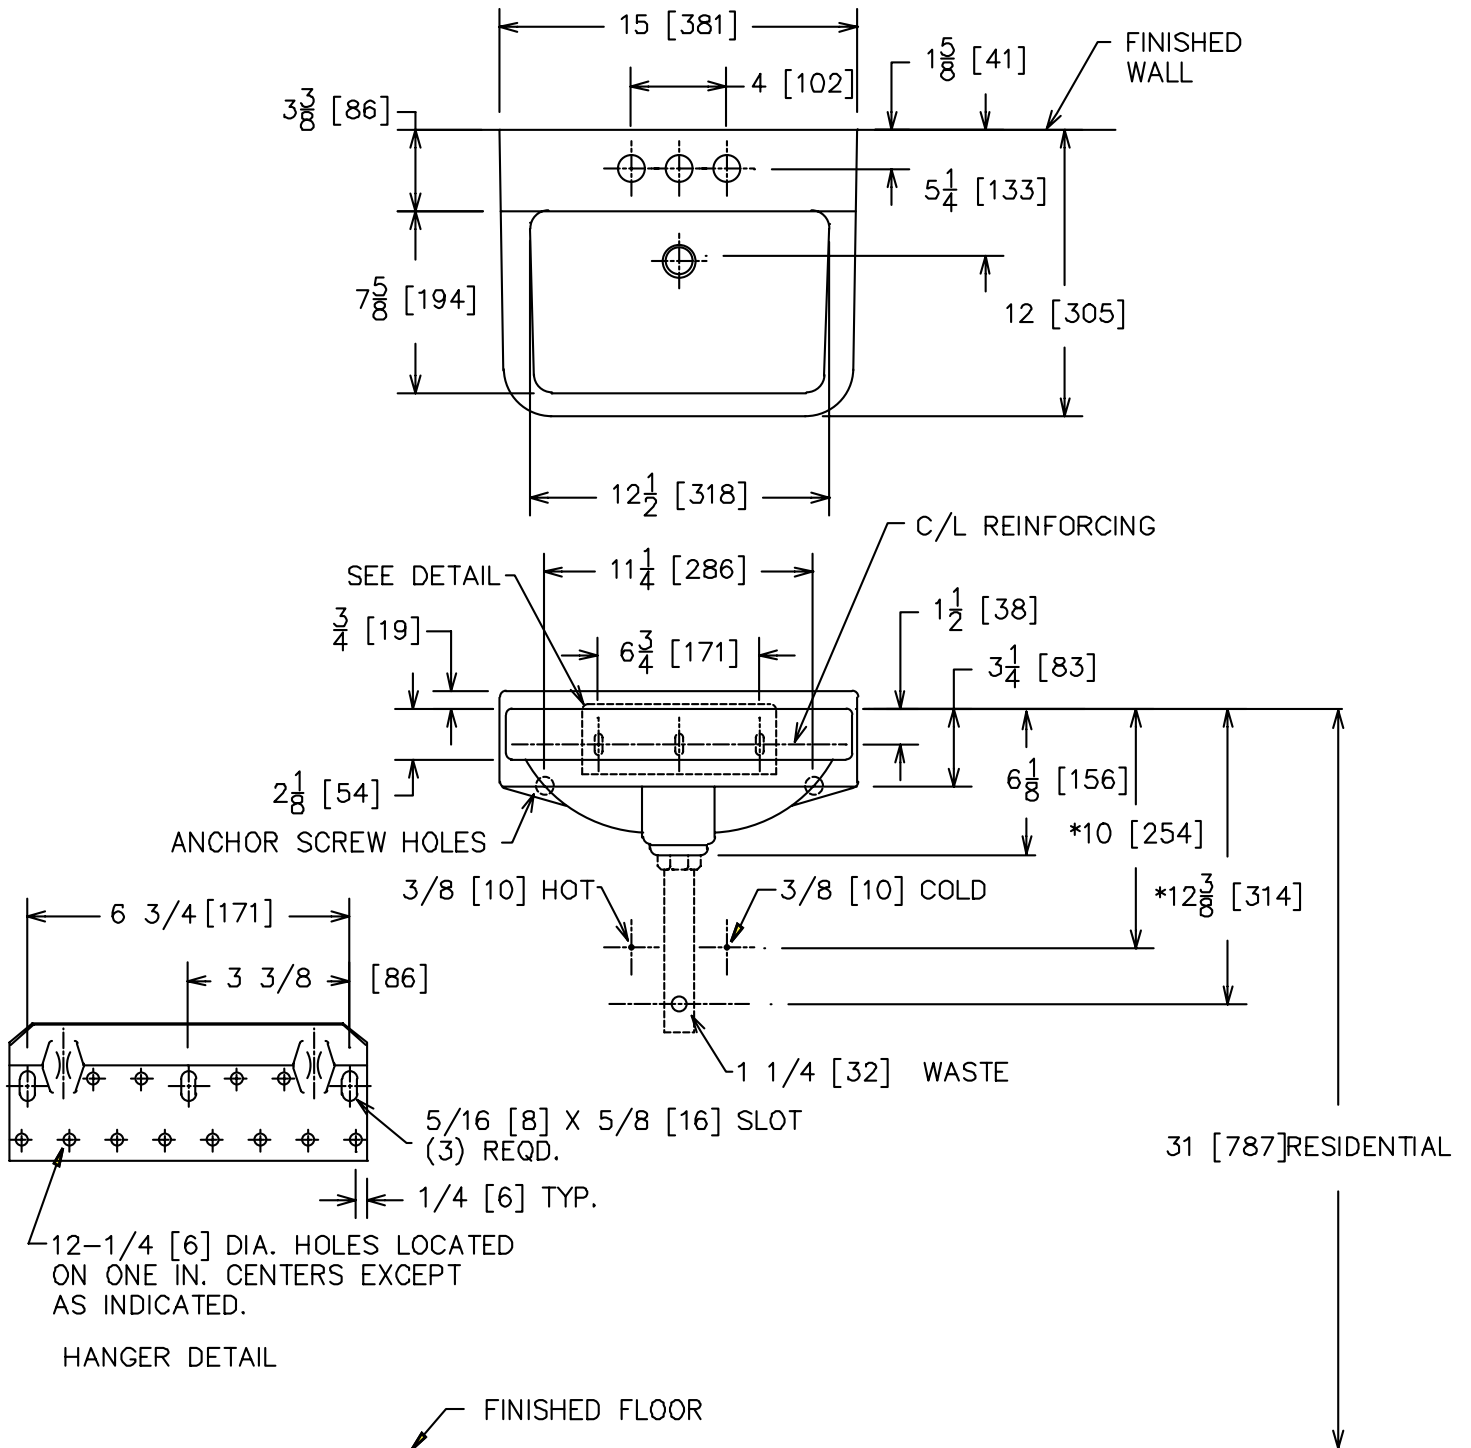 15 [381]
4 [102]
1 5/8 [41]
FINISHED
WALL
3 3/8 [86]
5 1/4 [133]
7 5/8 [194]
12 [305]
12 1/2 [318]
C/L REINFORCING
SEE DETAIL
11 1/4 [286]
3/4 [19]
6 3/4 [171]
1 1/2 [38]
3 1/4 [83]
2 1/8 [54]
6 1/8 [156]
ANCHOR SCREW HOLES
*10 [254]
3/8 [10] HOT
3/8 [10] COLD
*12 3/8 [314]
6 3/4 [171]
3 3/8 [86]
1 1/4 [32] WASTE
5/16 [8] X 5/8 [16] SLOT
(3) REQD.
31 [787] RESIDENTIAL
1/4 [6] TYP.
12-1/4 [6] DIA. HOLES LOCATED
ON ONE IN. CENTERS EXCEPT
AS INDICATED.
HANGER DETAIL
FINISHED FLOOR